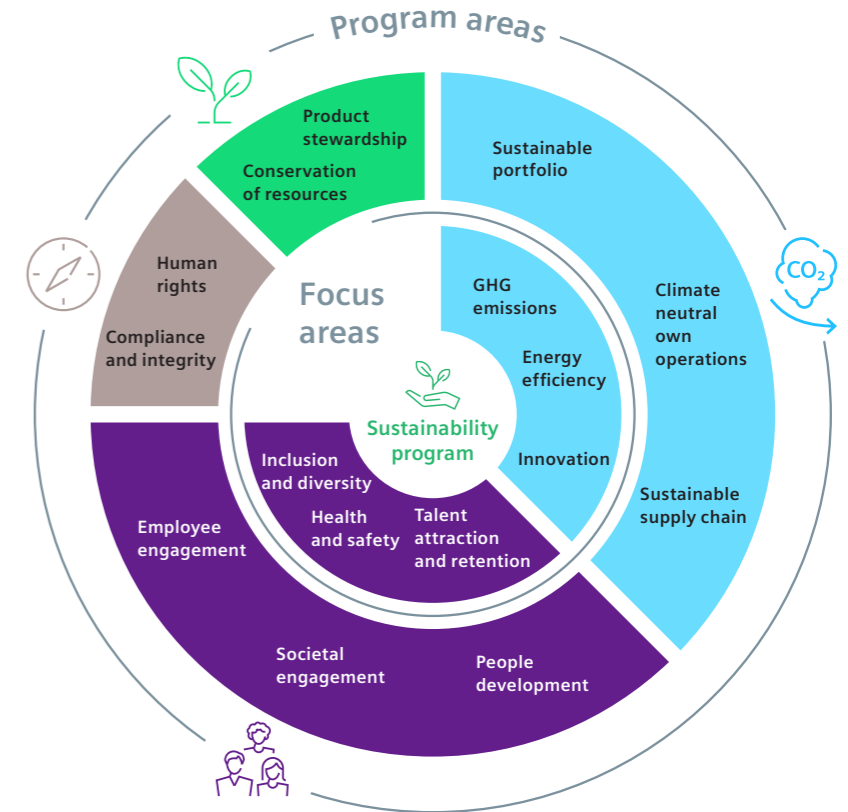 Program areas
Product
stewardship
Conservation
of resources
Sustainable
portfolio
Human
rights
Compliance
and integrity
Focus
areas
GHG
emissions
Energy
efficiency
Innovation
CO₂
Climate
neutral
own
operations
Sustainability
program
Inclusion
and diversity
Health
and safety
Talent
attraction
and retention
Sustainable
supply chain
Employee
engagement
Societal
engagement
People
development